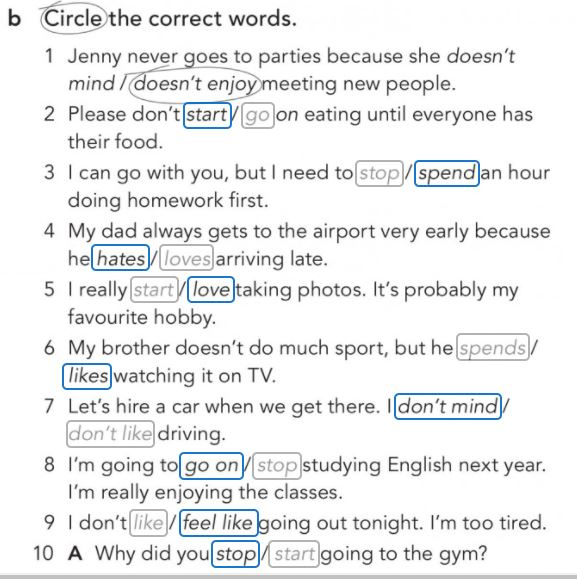 b Circle the correct words.
1 Jenny never goes to parties because she doesn't
mind / doesn't enjoy meeting new people.
2 Please don't start / go on eating until everyone has
their food.
3 I can go with you, but I need to stop / spend an hour
doing homework first.
4 My dad always gets to the airport very early because
he hates / loves arriving late.
5 I really start / love taking photos. It's probably my
favourite hobby.
6 My brother doesn't do much sport, but he spends /
likes watching it on TV.
7 Let's hire a car when we get there. I don't mind /
don't like driving.
8 I'm going to go on / stop studying English next year.
I'm really enjoying the classes.
9 I don't like / feel like going out tonight. I'm too tired.
10 A Why did you stop / start going to the gym?